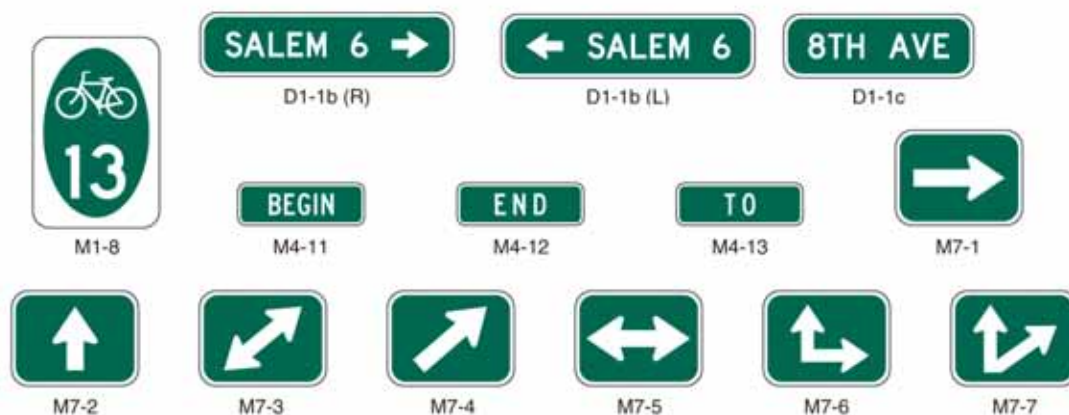 13
M1-8
SALEM 6
D1-1b (R)
SALEM 6
D1-1b (L)
8TH AVE
D1-1c
BEGIN
M4-11
END
M4-12
TO
M4-13
M7-1
M7-2
M7-3
M7-4
M7-5
M7-6
M7-7